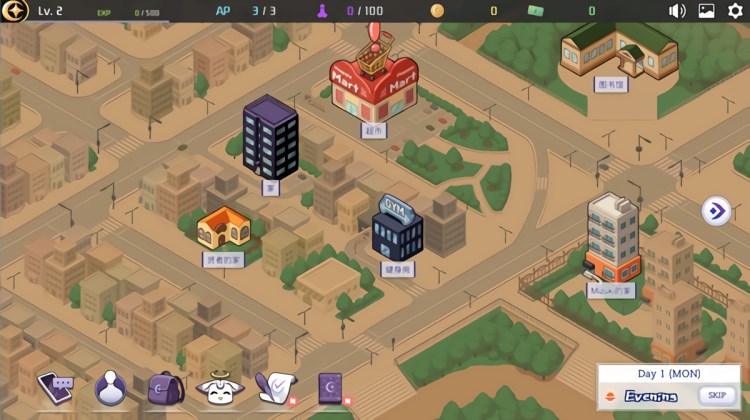 Lv. 2 EXP 0/500 AP 3/3 0/100 0 0
Mart Mart
超市
图书馆
家
GYM
勇者的家
健身房
Mizuki的家
Day 1 (MON)
Evening SKIP